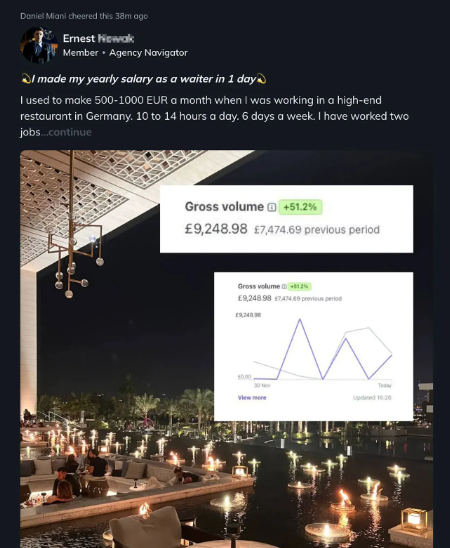 Daniel Miani cheered this 38m ago
Ernest
Member • Agency Navigator
💫I made my yearly salary as a waiter in 1 day💫
I used to make 500-1000 EUR a month when I was working in a high-end
restaurant in Germany. 10 to 14 hours a day. 6 days a week. I have worked two
jobs...continue
Gross volume +51.2%
£9,248.98 £7,474.69 previous period
Gross volume +51.2%
£9,248.98 £7,474.69 previous period
£9,248.98
£0.00
30 Nov Today
View more Updated 16:26